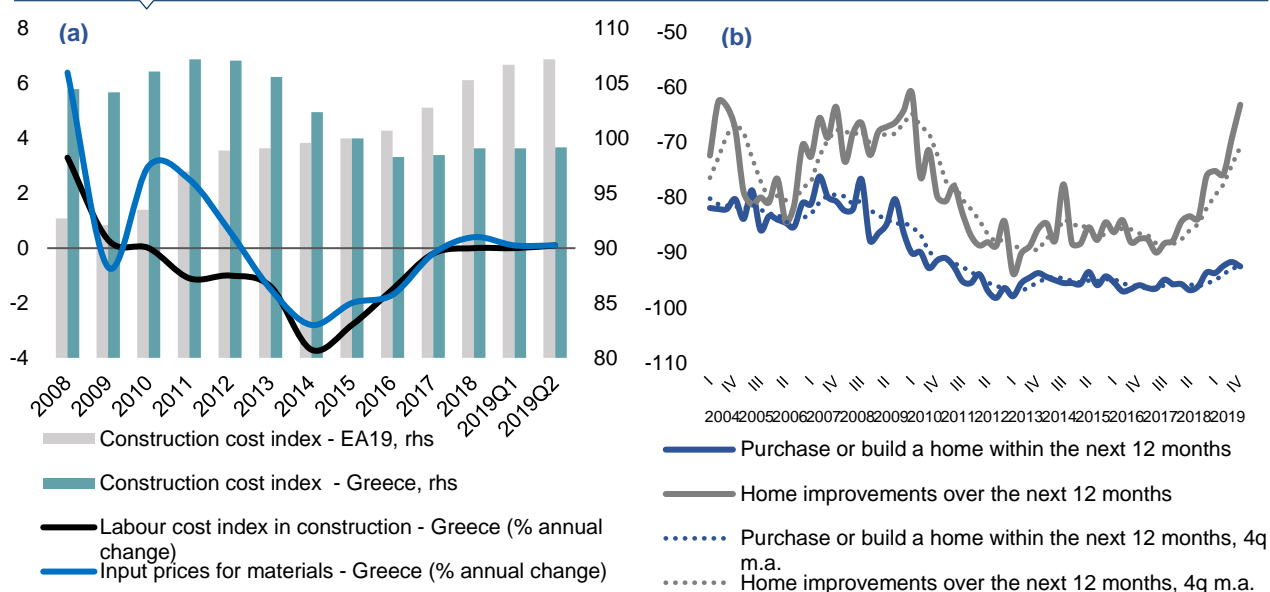 (a)
8
6
4
2
0
-2
-4
110
105
100
95
90
85
80
2008
2009
2010
2011
2012
2013
2014
2015
2016
2017
2018
2019Q1
2019Q2
Construction cost index - EA19, rhs
Construction cost index - Greece, rhs
Labour cost index in construction - Greece (% annual
change)
Input prices for materials - Greece (% annual change)
(b)
-50
-60
-70
-80
-90
-100
-110
I IV III II I IV III II I IV III II I IV III II I IV III II I IV
2004 2005 2006 2007 2008 2009 2010 2011 2012 2013 2014 2015 2016 2017 2018 2019
Purchase or build a home within the next 12 months
Home improvements over the next 12 months
Purchase or build a home within the next 12 months, 4q
m.a.
Home improvements over the next 12 months, 4q m.a.